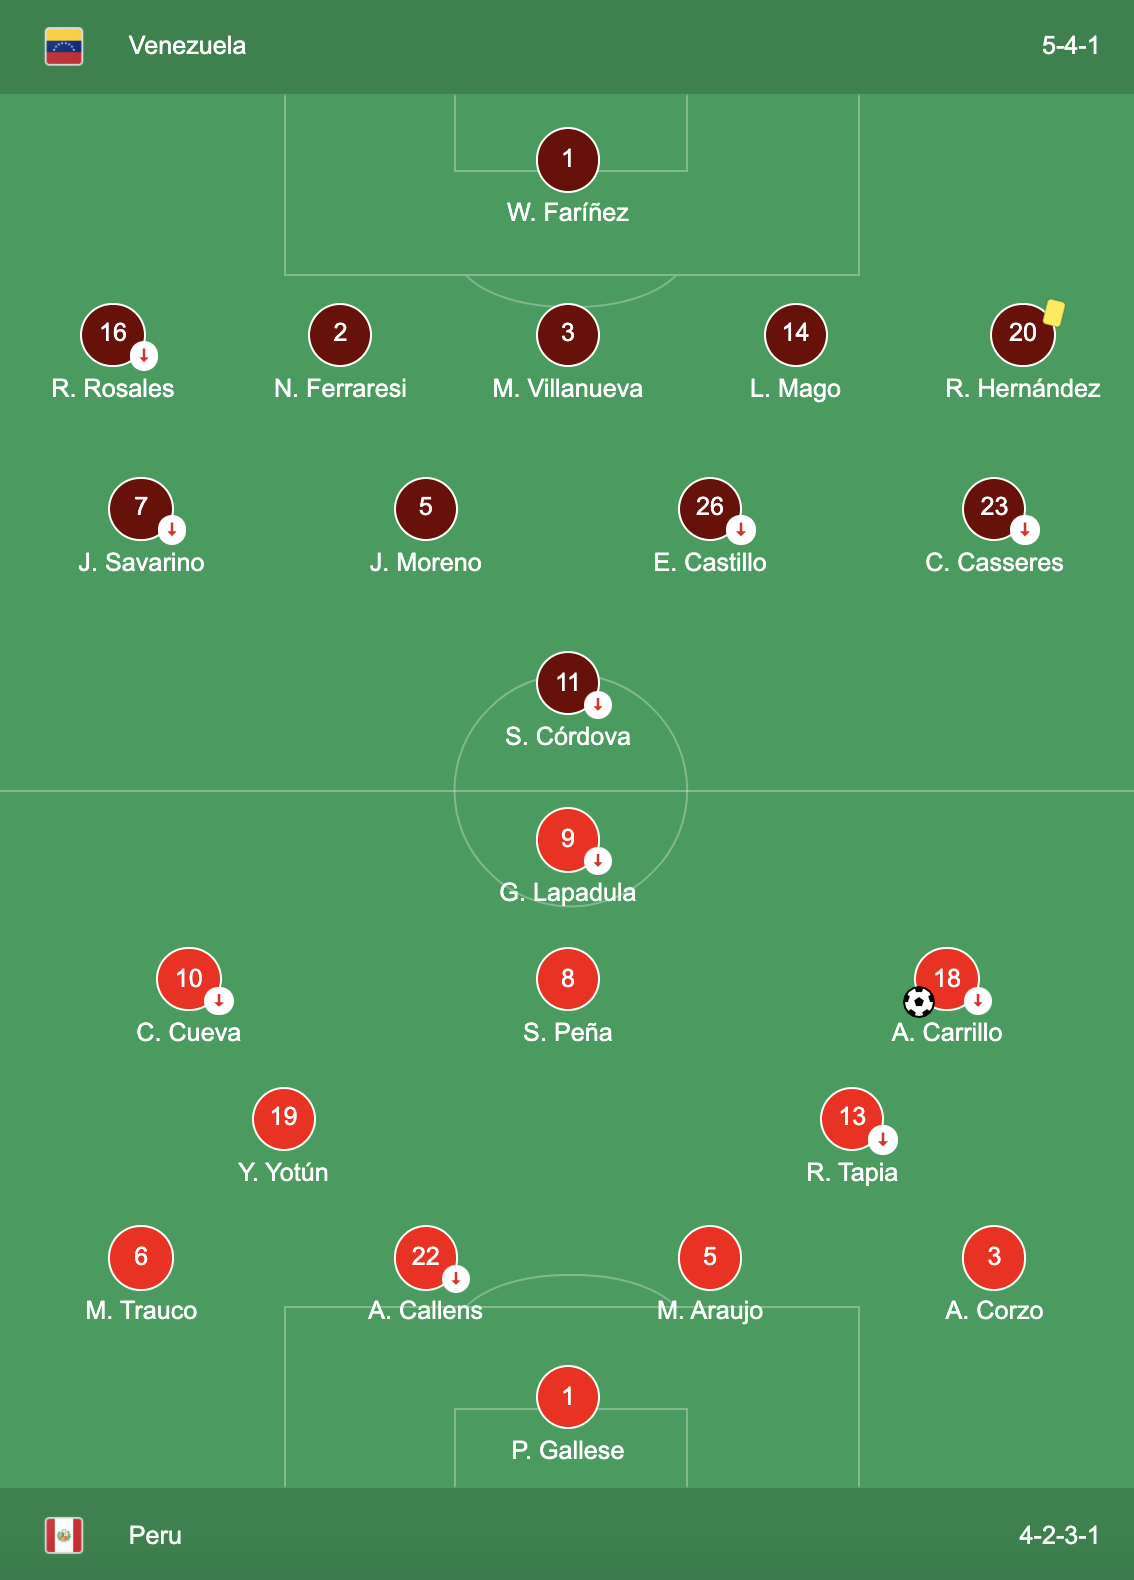 Venezuela 5-4-1
1
W. Faríñez
16 2 3 14 20
R. Rosales N. Ferraresi M. Villanueva L. Mago R. Hernández
7 5 26 23
J. Savarino J. Moreno E. Castillo C. Casseres
11
S. Córdova
9
G. Lapadula
10 8 18
C. Cueva S. Peña A. Carrillo
19 13
Y. Yotún R. Tapia
6 22 5 3
M. Trauco A. Callens M. Araujo A. Corzo
1
P. Gallese
Peru 4-2-3-1